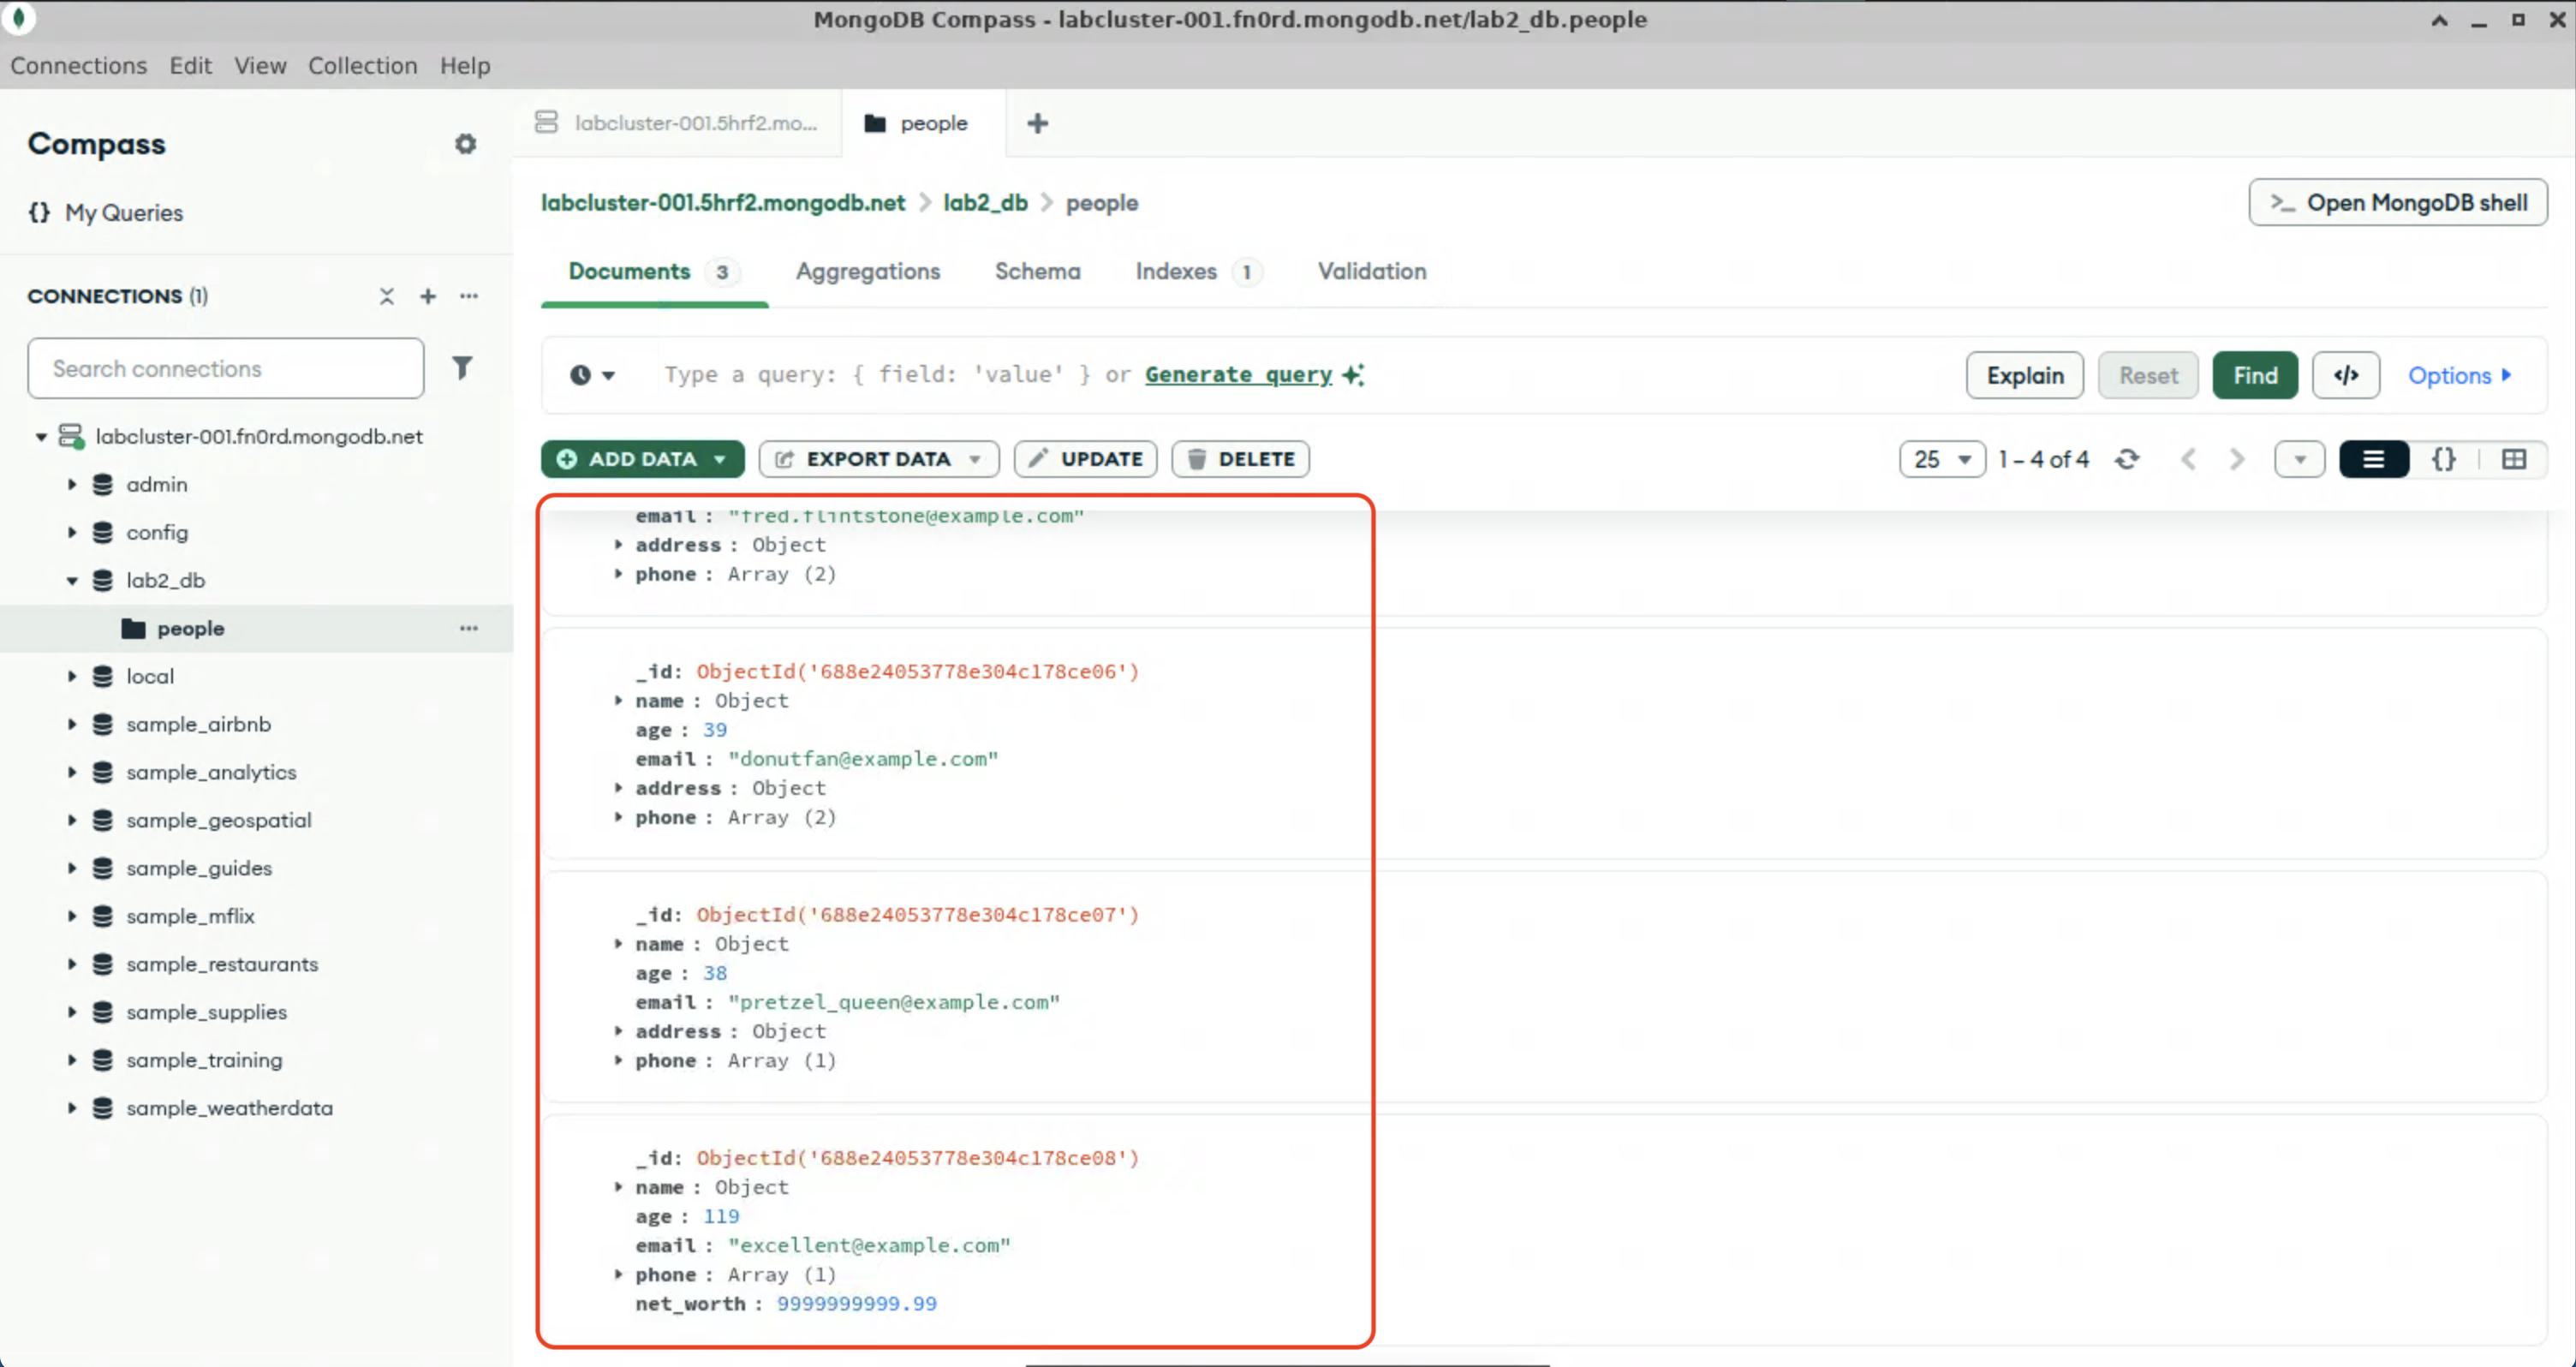 MongoDB Compass - labcluster-001.fn0rd.mongodb.net/lab2_db.people
Connections Edit View Collection Help
Compass
{} My Queries
CONNECTIONS (1)
Search connections
labcluster-001.fn0rd.mongodb.net
admin
config
lab2_db
people
local
sample_airbnb
sample_analytics
sample_geospatial
sample_guides
sample_mflix
sample_restaurants
sample_supplies
sample_training
sample_weatherdata
labcluster-001.5hrf2.mo...
people
labcluster-001.5hrf2.mongodb.net > lab2_db > people
>_ Open MongoDB shell
Documents 3 Aggregations Schema Indexes 1 Validation
Type a query: { field: 'value' } or Generate query
Explain Reset Find </> Options
ADD DATA EXPORT DATA UPDATE DELETE
25 1 – 4 of 4 {}
email : "fred.flintstone@example.com"
address : Object
phone : Array (2)
_id: ObjectId('688e24053778e304c178ce06')
name : Object
age : 39
email : "donutfan@example.com"
address : Object
phone : Array (2)
_id: ObjectId('688e24053778e304c178ce07')
name : Object
age : 38
email : "pretzel_queen@example.com"
address : Object
phone : Array (1)
_id: ObjectId('688e24053778e304c178ce08')
name : Object
age : 119
email : "excellent@example.com"
phone : Array (1)
net_worth : 9999999999.99